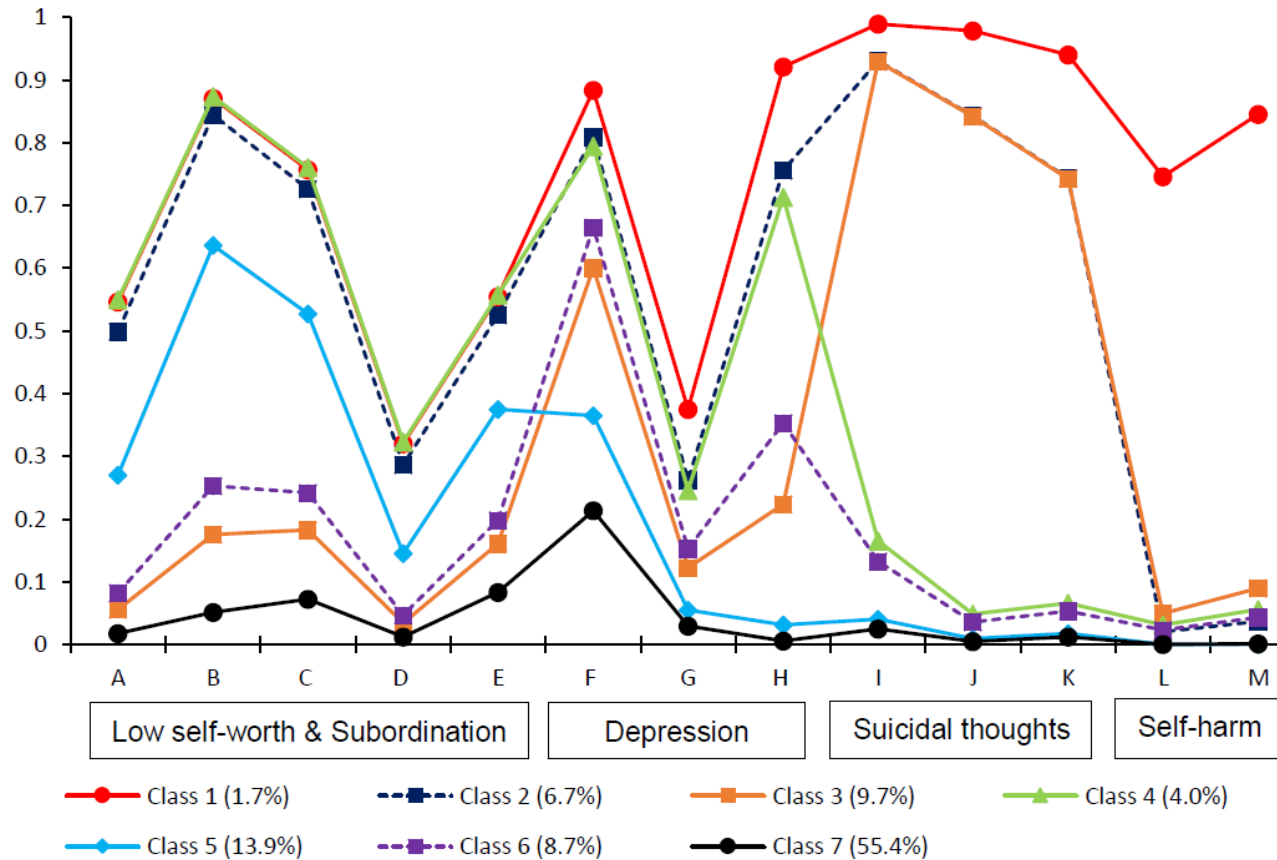 1
0.9
0.8
0.7
0.6
0.5
0.4
0.3
0.2
0.1
0
A B C D E F G H I J K L M
Low self-worth & Subordination Depression Suicidal thoughts Self-harm
Class 1 (1.7%) Class 2 (6.7%) Class 3 (9.7%) Class 4 (4.0%)
Class 5 (13.9%) Class 6 (8.7%) Class 7 (55.4%)